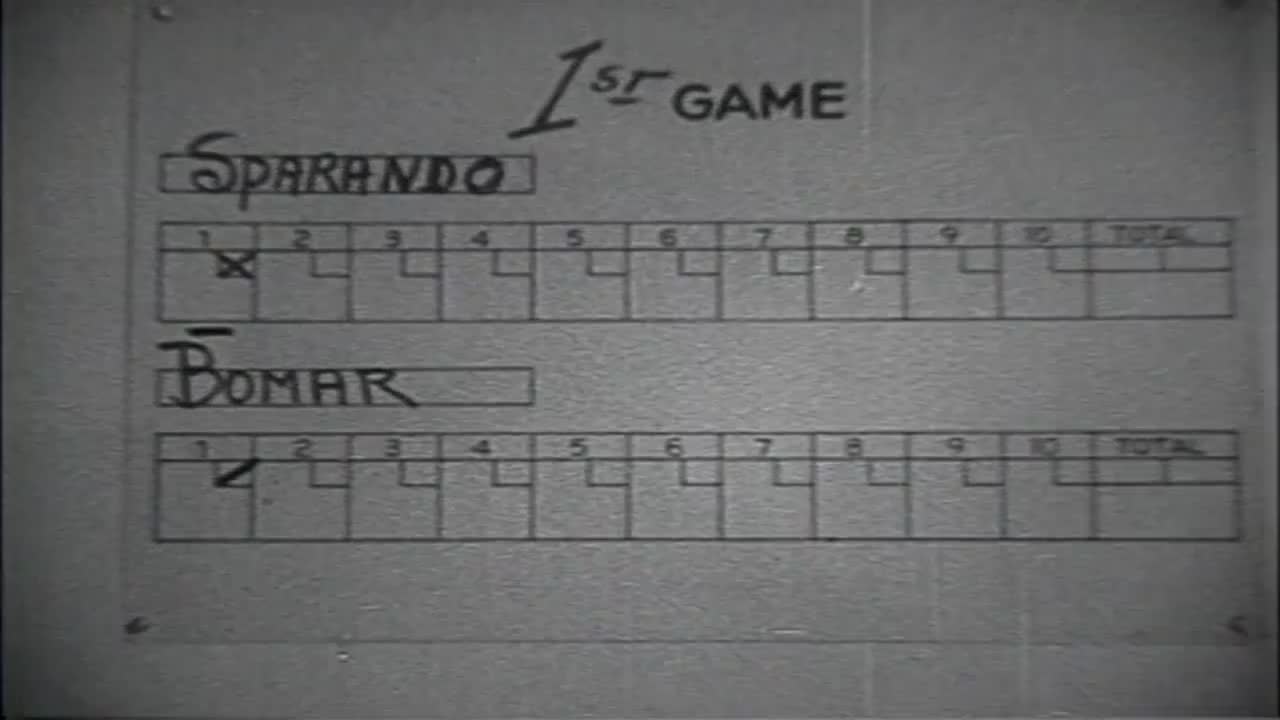 1ST GAME
SPARANDO
1 2 3 4 5 6 7 8 9 10 TOTAL
X
BOMAR
1 2 3 4 5 6 7 8 9 10 TOTAL
/